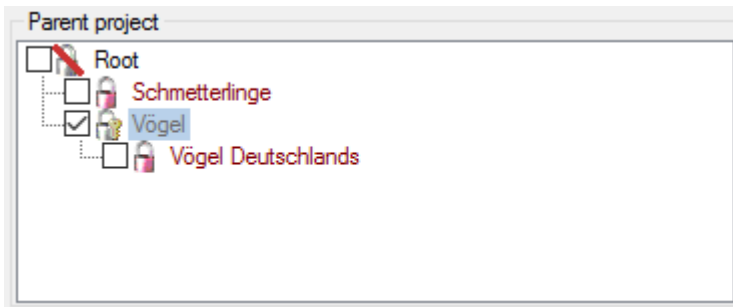 Parent project
Root
Schmetterlinge
Vögel
Vögel Deutschlands